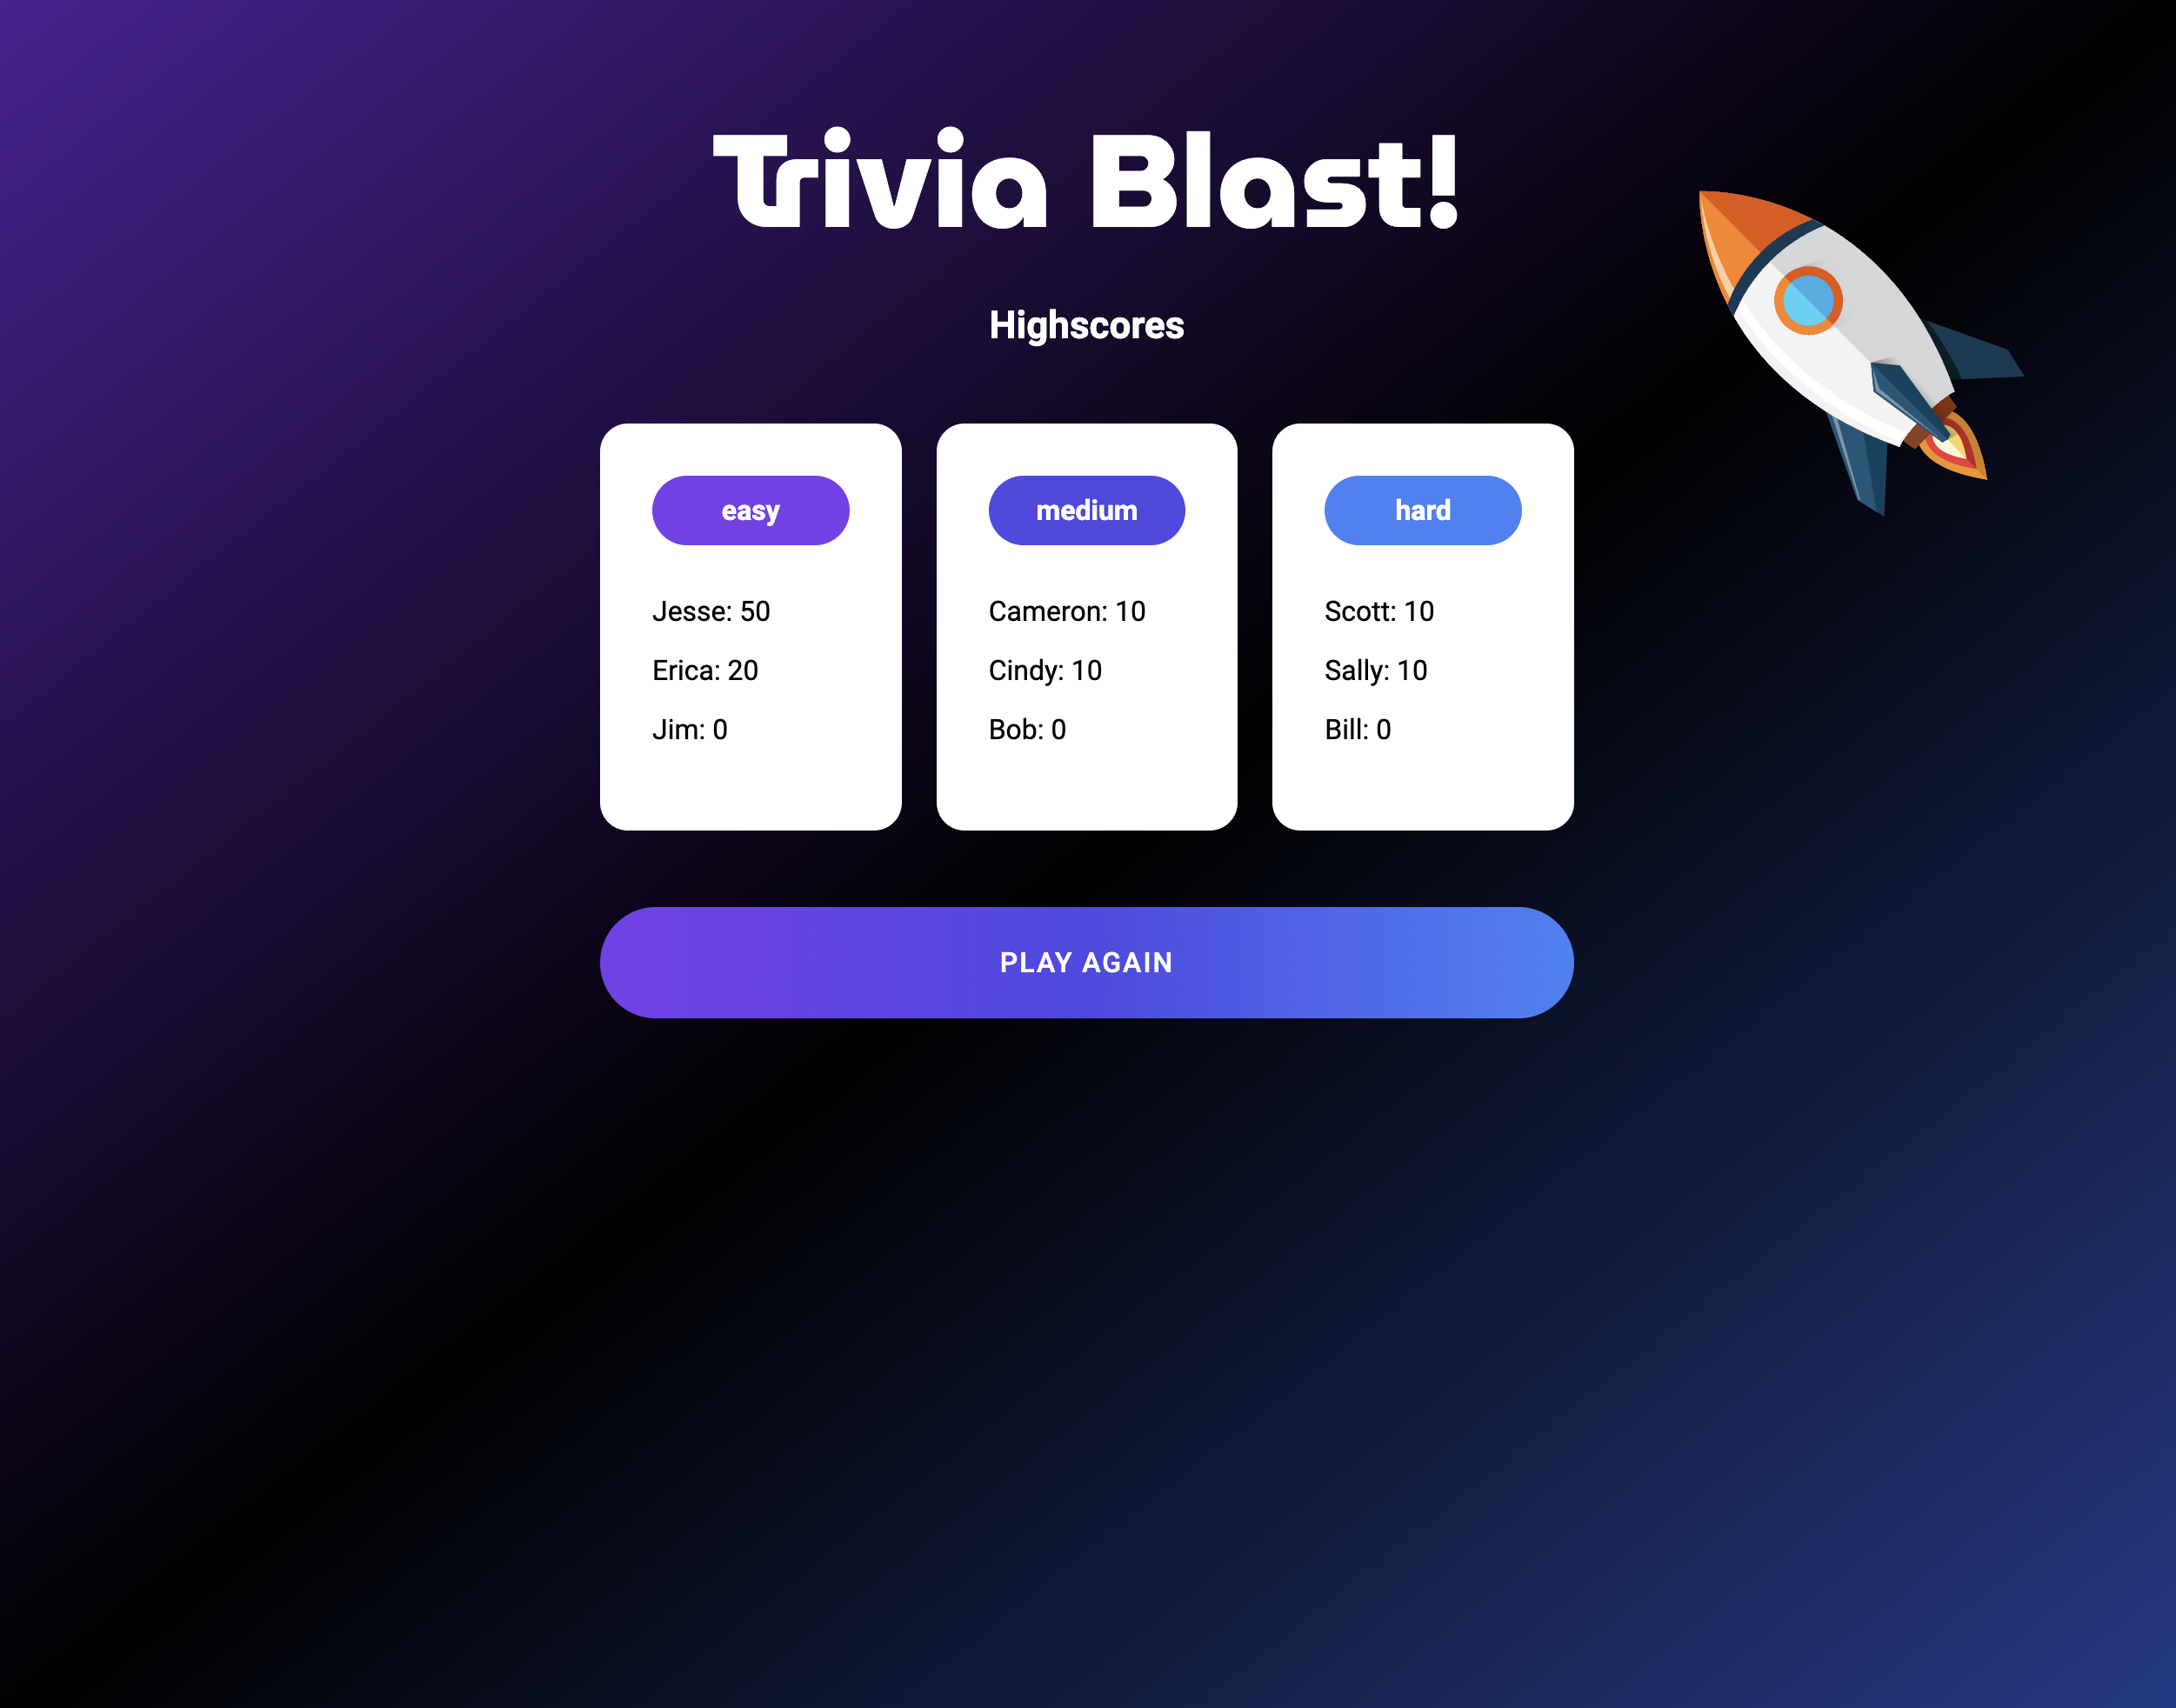 Trivia Blast!
Highscores
easy
Jesse: 50
Erica: 20
Jim: 0
medium
Cameron: 10
Cindy: 10
Bob: 0
hard
Scott: 10
Sally: 10
Bill: 0
PLAY AGAIN